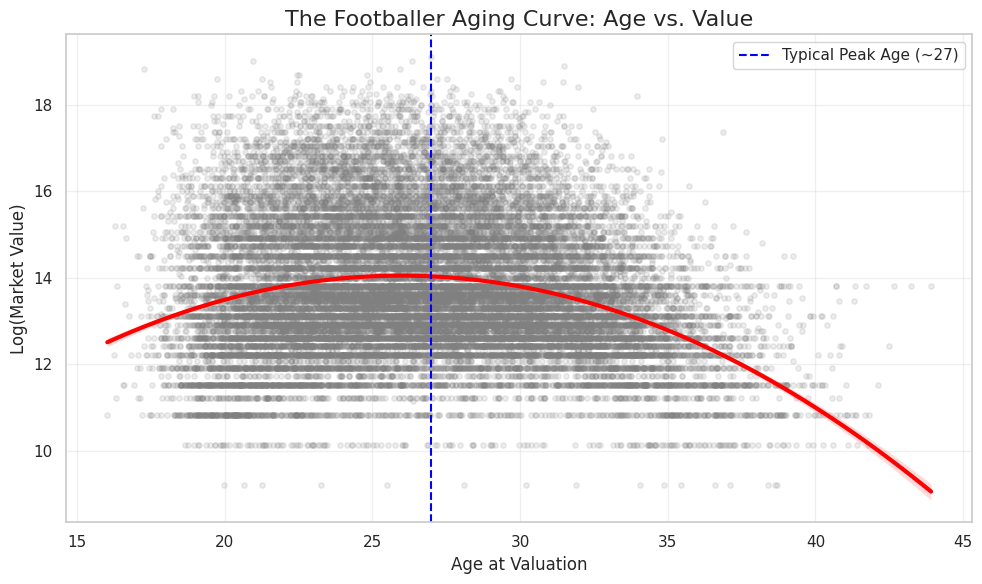 The Footballer Aging Curve: Age vs. Value
Typical Peak Age (~27)
Log(Market Value)
18
16
14
12
10
15 20 25 30 35 40 45
Age at Valuation